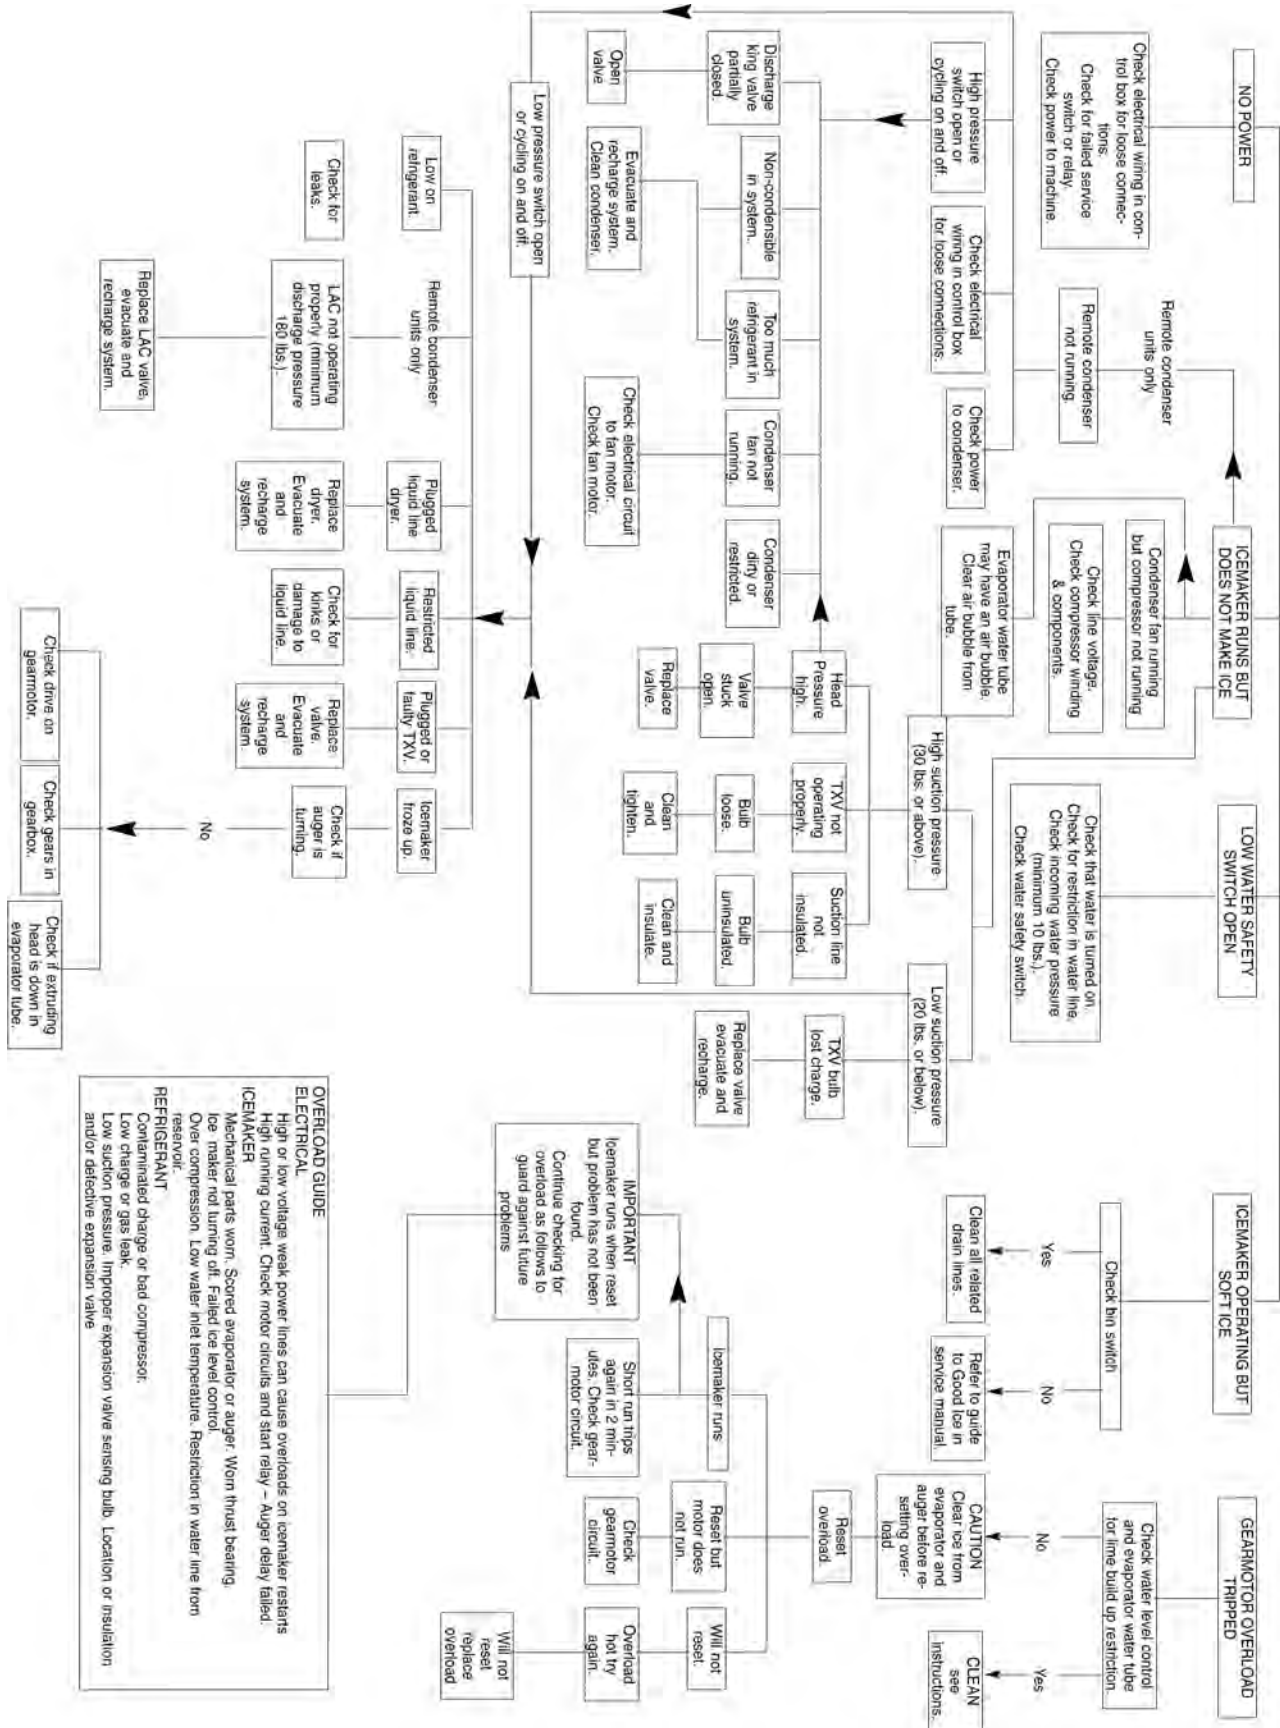 NO POWER
Check electrical wiring in con-
trol box for loose connec-
tions.
Check for failed service
switch or relay.
Check power to machine.
ICEMAKER RUNS BUT
DOES NOT MAKE ICE
Remote condenser
units only
Remote condenser
not running.
High pressure
switch open or
cycling on and off.
Check electrical
wiring in control box
for loose connections.
Check power
to condenser.
Condenser fan running
but compressor not running
Check line voltage.
Check compressor winding
& components.
Evaporator water tube
may have an air bubble.
Clear air bubble from
tube.
Discharge
king valve
partially
closed.
Open
valve
Non-condensible
in system.
Too much
refrigerant in
system.
Evacuate and
recharge system.
Clean condenser.
Condenser
fan not
running.
Check electrical circuit
to fan motor.
Check fan motor.
Condenser
dirty or
restricted.
High suction pressure
(30 lbs. or above).
Head
Pressure
high.
Valve
stuck
open.
Replace
valve.
TXV not
operating
properly.
Bulb
loose.
Clean
and
tighten.
Suction line
not
insulated.
Bulb
uninsulated.
Clean and
insulate.
Low suction pressure
(20 lbs. or below).
TXV bulb
lost charge.
Replace valve
evacuate and
recharge.
Low pressure switch open
or cycling on and off.
Low on
refrigerant.
Check for
leaks.
Remote condenser
units only
LAC not operating
properly (minimum
discharge pressure
180 lbs.).
Replace LAC valve,
evacuate and
recharge system.
Plugged
liquid line
dryer.
Replace
dryer.
Evacuate
and
recharge
system.
Restricted
liquid line.
Check for
kinks or
damage to
liquid line.
Plugged or
faulty TXV.
Replace
valve.
Evacuate
and
recharge
system.
Icemaker
froze up.
Check if
auger is
turning.
No
Check drive on
gearmotor.
Check gears in
gearbox.
Check if extruding
head is down in
evaporator tube.
LOW WATER SAFETY
SWITCH OPEN
Check that water is turned on.
Check for restriction in water line.
Check incoming water pressure
(minimum 10 lbs.).
Check water safety switch.
ICEMAKER OPERATING BUT
SOFT ICE
Check bin switch
Yes
Clean all related
drain lines.
No
Refer to guide
to Good Ice in
service manual.
GEARMOTOR OVERLOAD
TRIPPED
Check water level control
and evaporator water tube
for lime build up restriction.
No
CAUTION
Clear ice from
evaporator and
auger before re-
setting over-
load.
Yes
CLEAN
see
instructions.
Reset
overload.
Icemaker runs
Short run trips
again in 2 min-
utes. Check gear-
motor circuit.
Reset but
motor does
not run.
Check
gearmotor
circuit.
Will not
reset.
Overload
hot try
again.
Will not
reset
replace
overload
IMPORTANT
Icemaker runs when reset
but problem has not been
found.
Continue checking for
overload as follows to
guard against future
problems
OVERLOAD GUIDE
ELECTRICAL
High or low voltage weak power lines can cause overloads on icemaker restarts
High running current. Check motor circuits and start relay – Auger delay failed.
ICEMAKER
Mechanical parts worn. Scored evaporator or auger. Worn thrust bearing.
Ice maker not turning off. Failed ice level control.
Over compression. Low water inlet temperature. Restriction in water line from
reservoir.
REFRIGERANT
Contaminated charge or bad compressor.
Low charge or gas leak.
Low suction pressure. Improper expansion valve sensing bulb. Location or insulation
and/or defective expansion valve